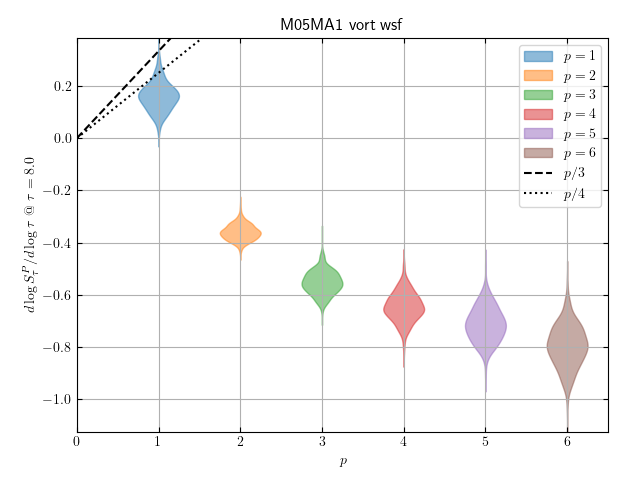 M05MA1 vort wsf
d log S_τ^P / d log τ @ τ = 8.0
0.2
0.0
−0.2
−0.4
−0.6
−0.8
−1.0
0 1 2 3 4 5 6
p
p = 1
p = 2
p = 3
p = 4
p = 5
p = 6
p/3
p/4